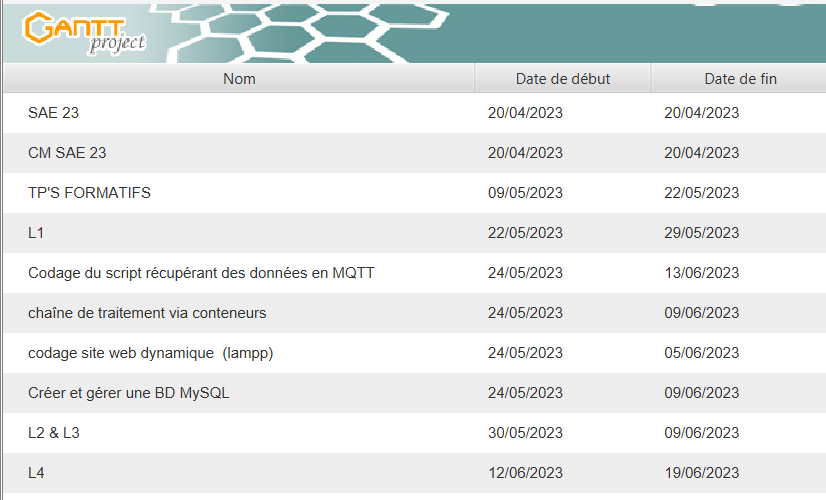 GANTT
project
Nom Date de début Date de fin
SAE 23 20/04/2023 20/04/2023
CM SAE 23 20/04/2023 20/04/2023
TP'S FORMATIFS 09/05/2023 22/05/2023
L1 22/05/2023 29/05/2023
Codage du script récupérant des données en MQTT 24/05/2023 13/06/2023
chaîne de traitement via conteneurs 24/05/2023 09/06/2023
codage site web dynamique (lampp) 24/05/2023 05/06/2023
Créer et gérer une BD MySQL 24/05/2023 09/06/2023
L2 & L3 30/05/2023 09/06/2023
L4 12/06/2023 19/06/2023